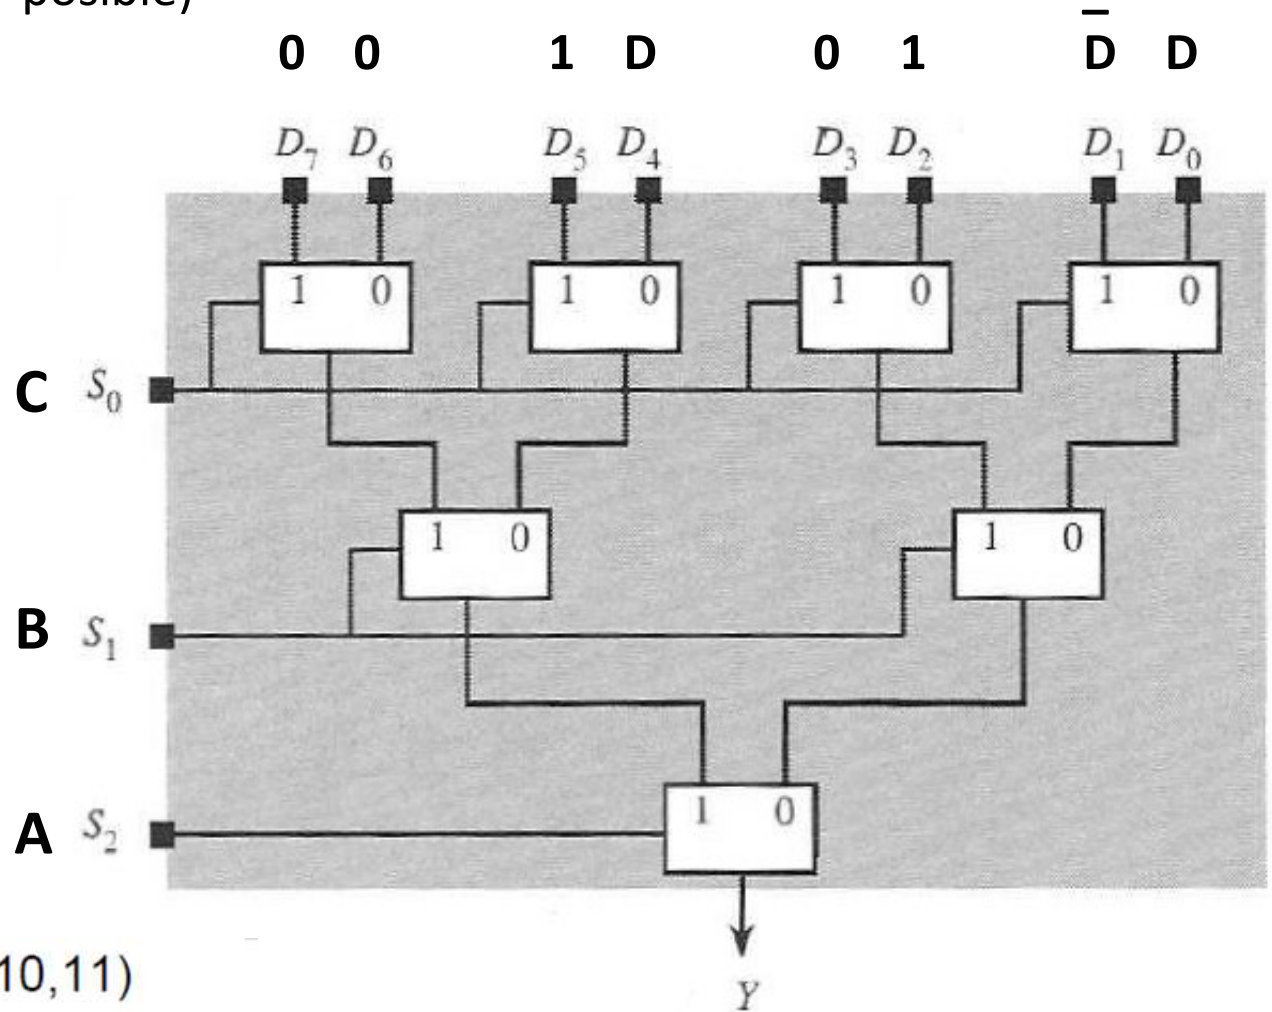 posible)
0 0 1 D 0 1 D̅ D
D7 D6 D5 D4 D3 D2 D1 D0
1 0 1 0 1 0 1 0
C S0
1 0 1 0
B S1
1 0
A S2
10,11)
Y